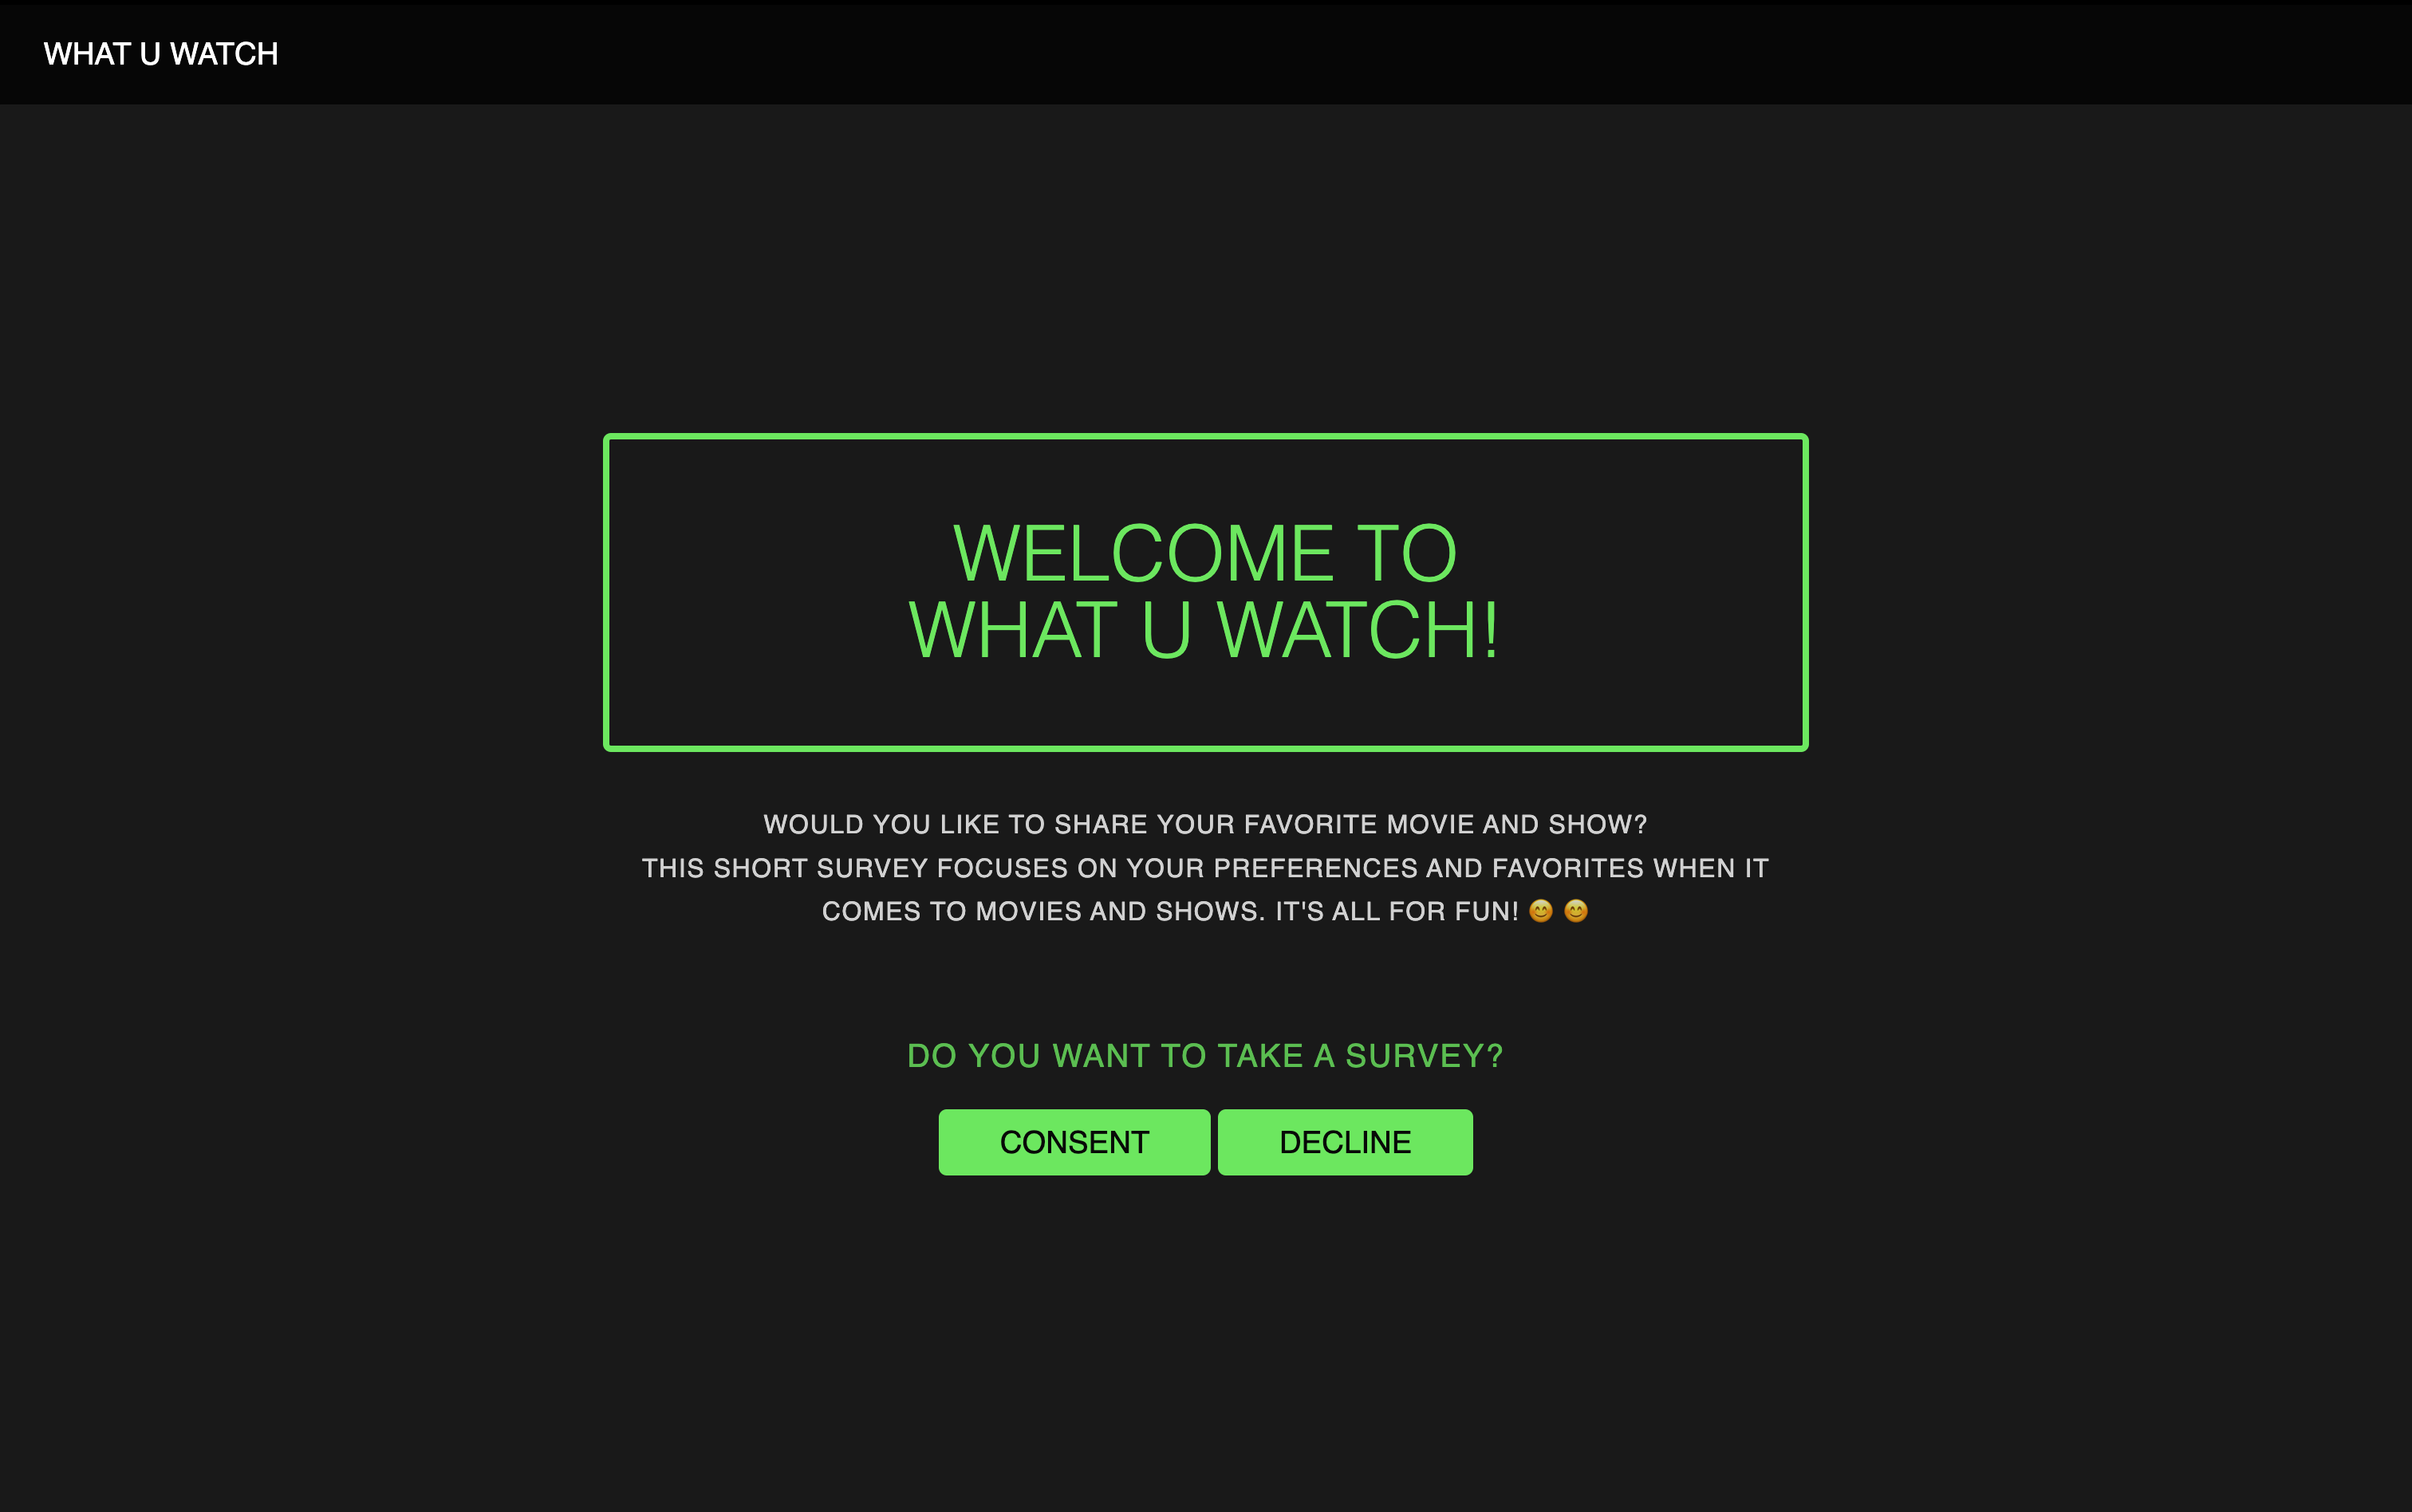 WHAT U WATCH
WELCOME TO
WHAT U WATCH!
WOULD YOU LIKE TO SHARE YOUR FAVORITE MOVIE AND SHOW?
THIS SHORT SURVEY FOCUSES ON YOUR PREFERENCES AND FAVORITES WHEN IT
COMES TO MOVIES AND SHOWS. IT'S ALL FOR FUN! 😊 😊
DO YOU WANT TO TAKE A SURVEY?
CONSENT
DECLINE